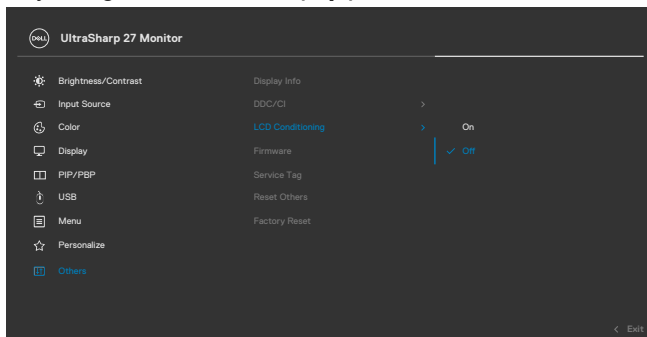 DELL
UltraSharp 27 Monitor
Brightness/Contrast
Display Info
Input Source
DDC/CI
Color
LCD Conditioning
On
Display
Firmware
Off
PIP/PBP
Service Tag
USB
Reset Others
Menu
Factory Reset
Personalize
Others
Exit